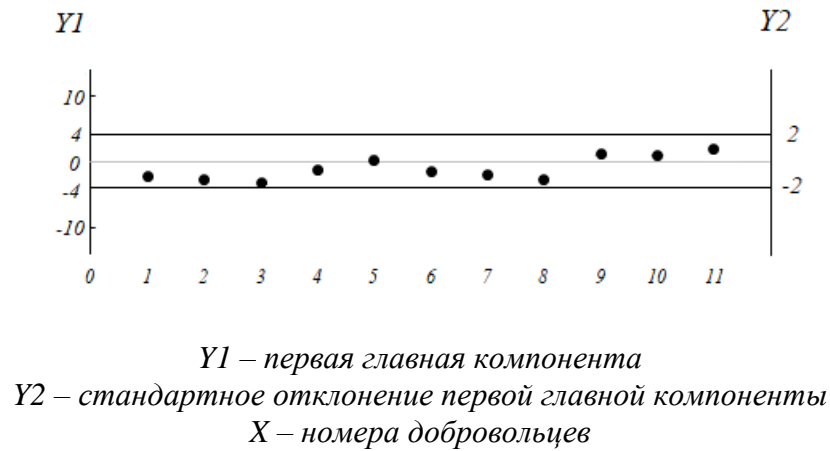 Y1 Y2
10
4 2
0
-4 -2
-10
0 1 2 3 4 5 6 7 8 9 10 11
Y1 – первая главная компонента
Y2 – стандартное отклонение первой главной компоненты
X – номера добровольцев